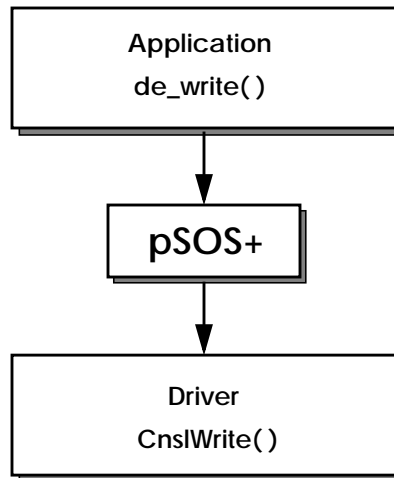 Application
de_write( )
pSOS+
Driver
CnslWrite( )